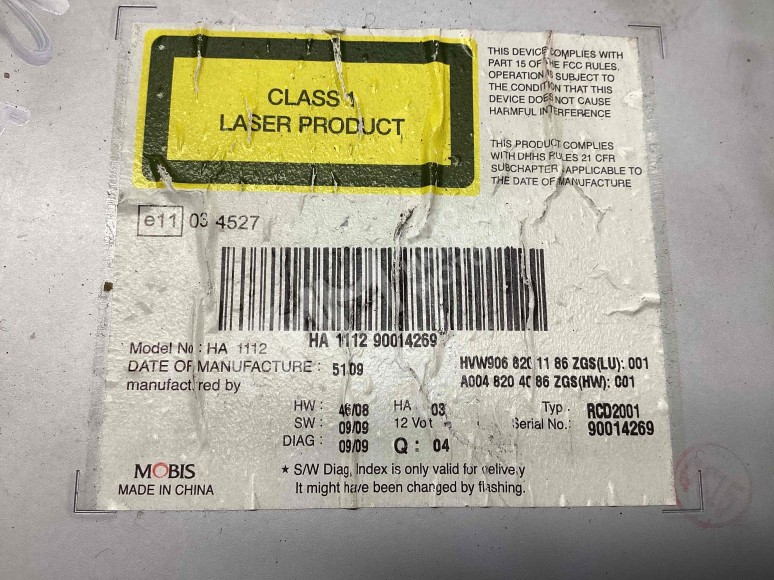 CLASS 1
LASER PRODUCT
THIS DEVICE COMPLIES WITH
PART 15 OF THE FCC RULES.
OPERATION IS SUBJECT TO
THE CONDITION THAT THIS
DEVICE DOES NOT CAUSE
HARMFUL INTERFERENCE
THIS PRODUCT COMPLIES
WITH DHHS RULES 21 CFR
SUBCHAPTER APPLICABLE TO
THE DATE OF MANUFACTURE
e11 03 4527
HA 1112 90014269
Model No : HA 1112
DATE OF MANUFACTURE : 51/09
manufactured by
HVW906 820 11 86 ZGS(LU): 001
A004 820 40 86 ZGS(HW): 001
HW : 46/08 HA 03 Typ : RCD2001
SW : 09/09 12 Volt Serial No.: 90014269
DIAG : 09/09 Q : 04
MOBIS
MADE IN CHINA
★ S/W Diag. Index is only valid for delivery
It might have been changed by flashing.